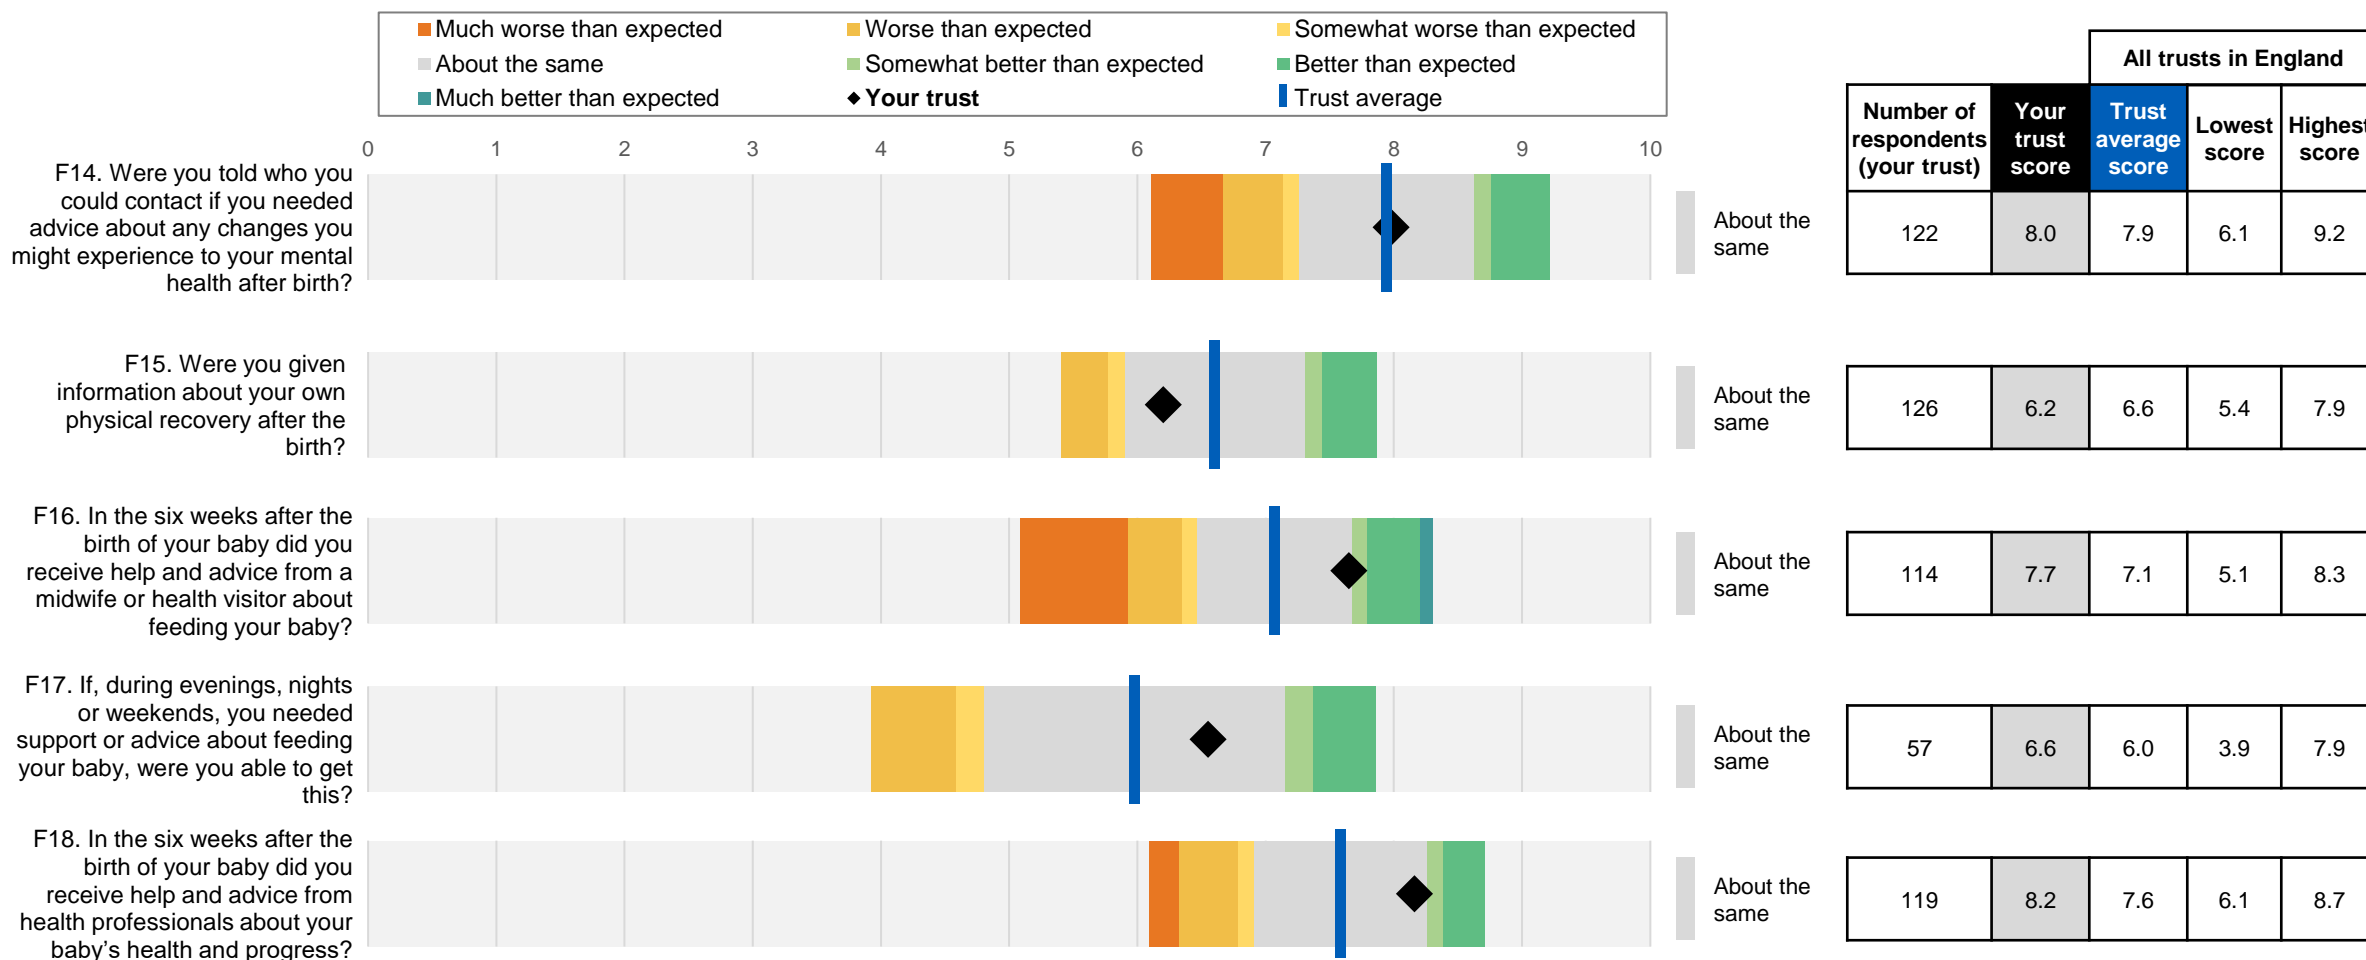 Much worse than expected
Worse than expected
Somewhat worse than expected
About the same
Somewhat better than expected
Better than expected
Much better than expected
Your trust
Trust average
All trusts in England
Number of
respondents
(your trust)
Your
trust
score
Trust
average
score
Lowest
score
Highest
score
0 1 2 3 4 5 6 7 8 9 10
F14. Were you told who you
could contact if you needed
advice about any changes you
might experience to your mental
health after birth?
About the
same
122 8.0 7.9 6.1 9.2
F15. Were you given
information about your own
physical recovery after the
birth?
About the
same
126 6.2 6.6 5.4 7.9
F16. In the six weeks after the
birth of your baby did you
receive help and advice from a
midwife or health visitor about
feeding your baby?
About the
same
114 7.7 7.1 5.1 8.3
F17. If, during evenings, nights
or weekends, you needed
support or advice about feeding
your baby, were you able to get
this?
About the
same
57 6.6 6.0 3.9 7.9
F18. In the six weeks after the
birth of your baby did you
receive help and advice from
health professionals about your
baby’s health and progress?
About the
same
119 8.2 7.6 6.1 8.7